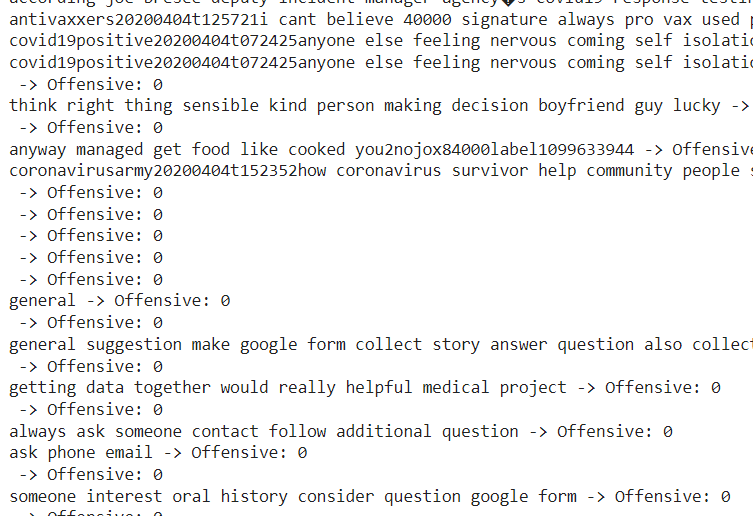 according joe bresee deputy incident manager agency�s covid19 response testin
antivaxxers20200404t125721i cant believe 40000 signature always pro vax used p
covid19positive20200404t072425anyone else feeling nervous coming self isolatio
covid19positive20200404t072425anyone else feeling nervous coming self isolatio
-> Offensive: 0
think right thing sensible kind person making decision boyfriend guy lucky ->
-> Offensive: 0
anyway managed get food like cooked you2nojox84000label1099633944 -> Offensive
coronavirusarmy20200404t152352how coronavirus survivor help community people s
-> Offensive: 0
-> Offensive: 0
-> Offensive: 0
-> Offensive: 0
-> Offensive: 0
general -> Offensive: 0
-> Offensive: 0
general suggestion make google form collect story answer question also collect
-> Offensive: 0
getting data together would really helpful medical project -> Offensive: 0
-> Offensive: 0
always ask someone contact follow additional question -> Offensive: 0
ask phone email -> Offensive: 0
-> Offensive: 0
someone interest oral history consider question google form -> Offensive: 0
-> Offensive: 0